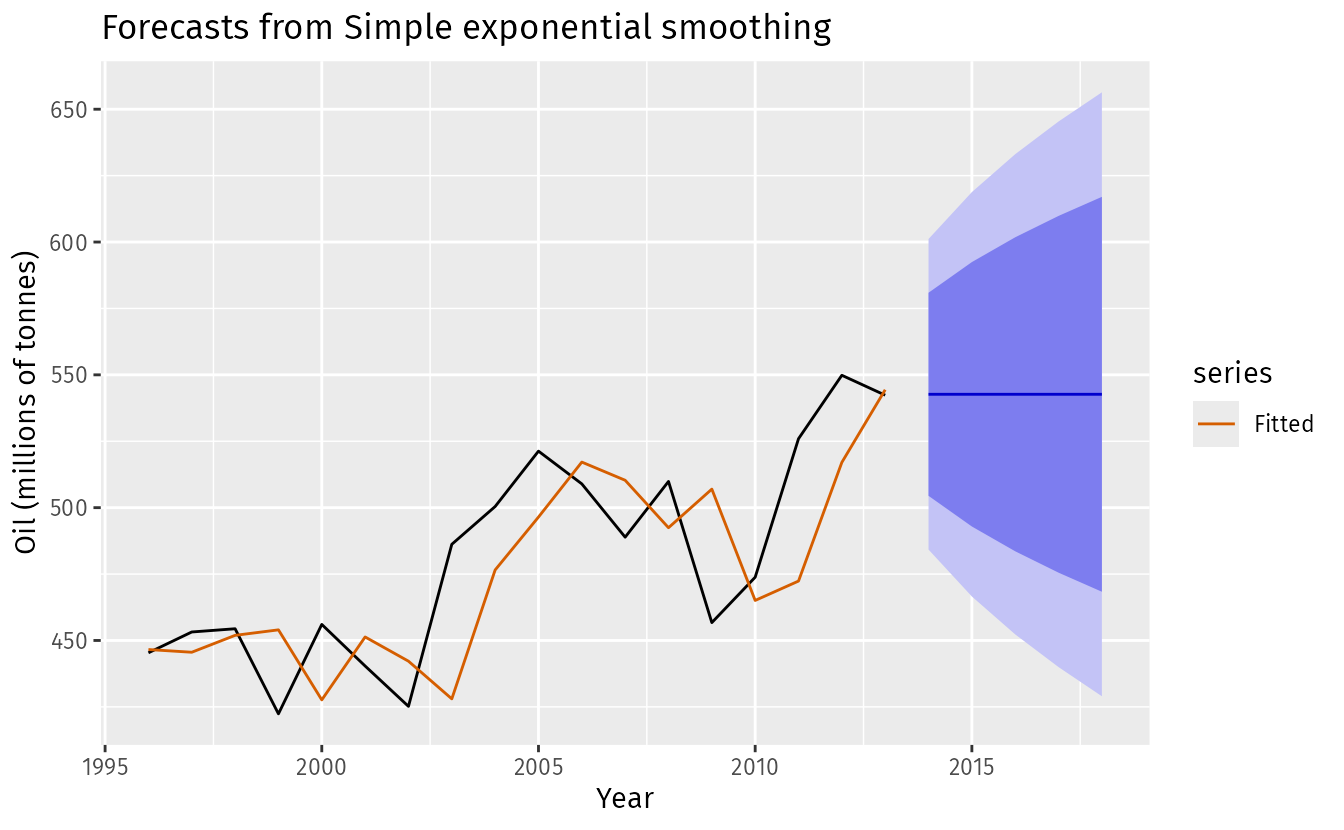 Forecasts from Simple exponential smoothing
650
600
550
500
450
Oil (millions of tonnes)
1995 2000 2005 2010 2015
Year
series
Fitted